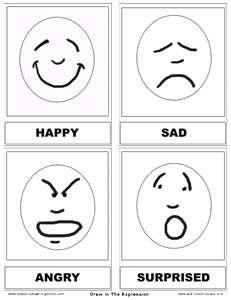 HAPPY
SAD
ANGRY
SURPRISED
Draw in The Expression